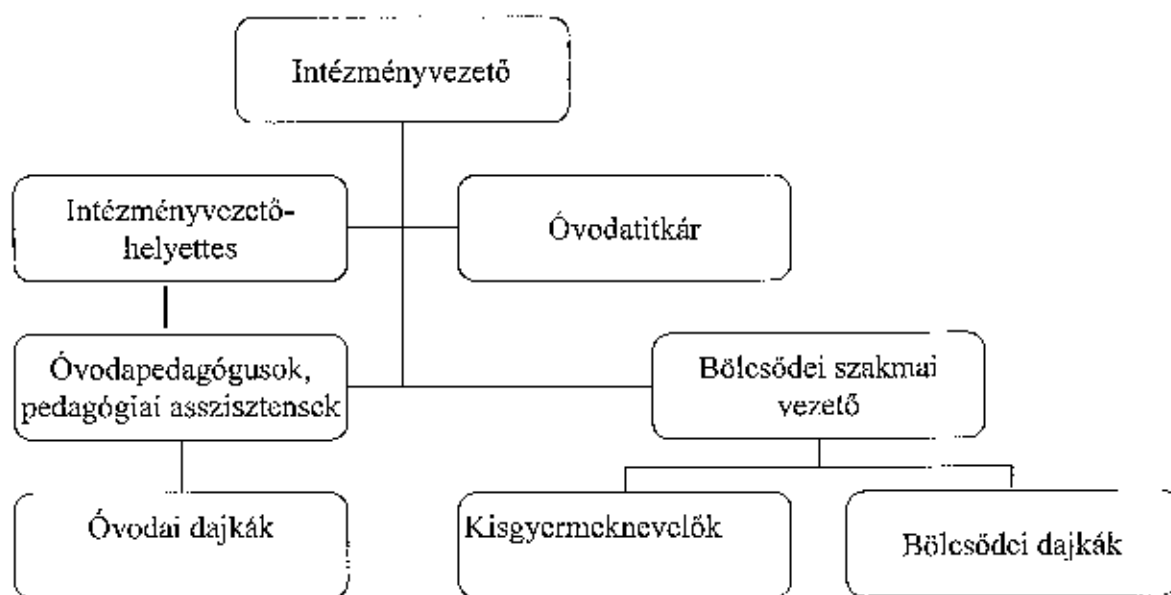 Intézményvezető
Intézményvezető-
helyettes
Óvodatitkár
Óvodapedagógusok,
pedagógiai asszisztensek
Bölcsődei szakmai
vezető
Óvodai dajkák
Kisgyermeknevelők
Bölcsődei dajkák